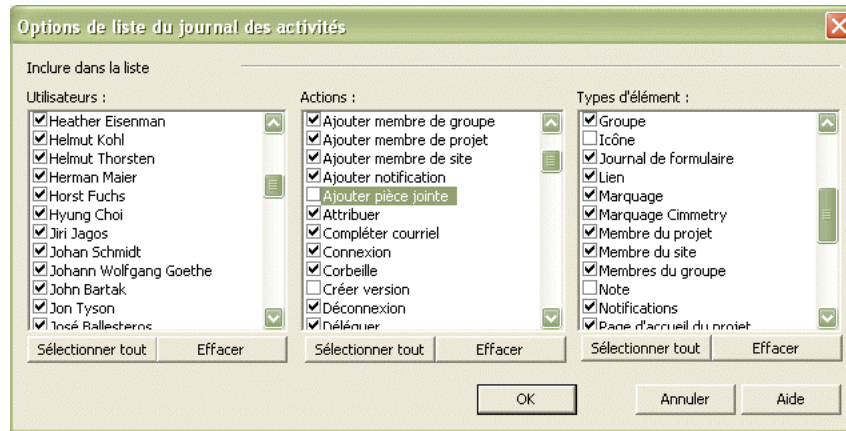 Options de liste du journal des activités
Inclure dans la liste
Utilisateurs :
Heather Eisenman
Helmut Kohl
Helmut Thorsten
Herman Maier
Horst Fuchs
Hyung Choi
Jiri Jagos
Johan Schmidt
Johann Wolfgang Goethe
John Bartak
Jon Tyson
José Ballesteros
Sélectionner tout
Effacer
Actions :
Ajouter membre de groupe
Ajouter membre de projet
Ajouter membre de site
Ajouter notification
Ajouter pièce jointe
Attribuer
Compléter courriel
Connexion
Corbeille
Créer version
Déconnexion
Déléguer
Sélectionner tout
Effacer
Types d'élément :
Groupe
Icône
Journal de formulaire
Lien
Marquage
Marquage Cimmetry
Membre du projet
Membre du site
Membres du groupe
Note
Notifications
Page d'accueil du projet
Sélectionner tout
Effacer
OK
Annuler
Aide